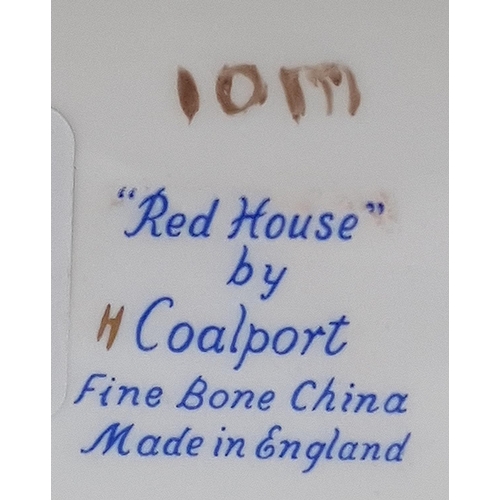 10m
"Red House"
by
H Coalport
Fine Bone China
Made in England